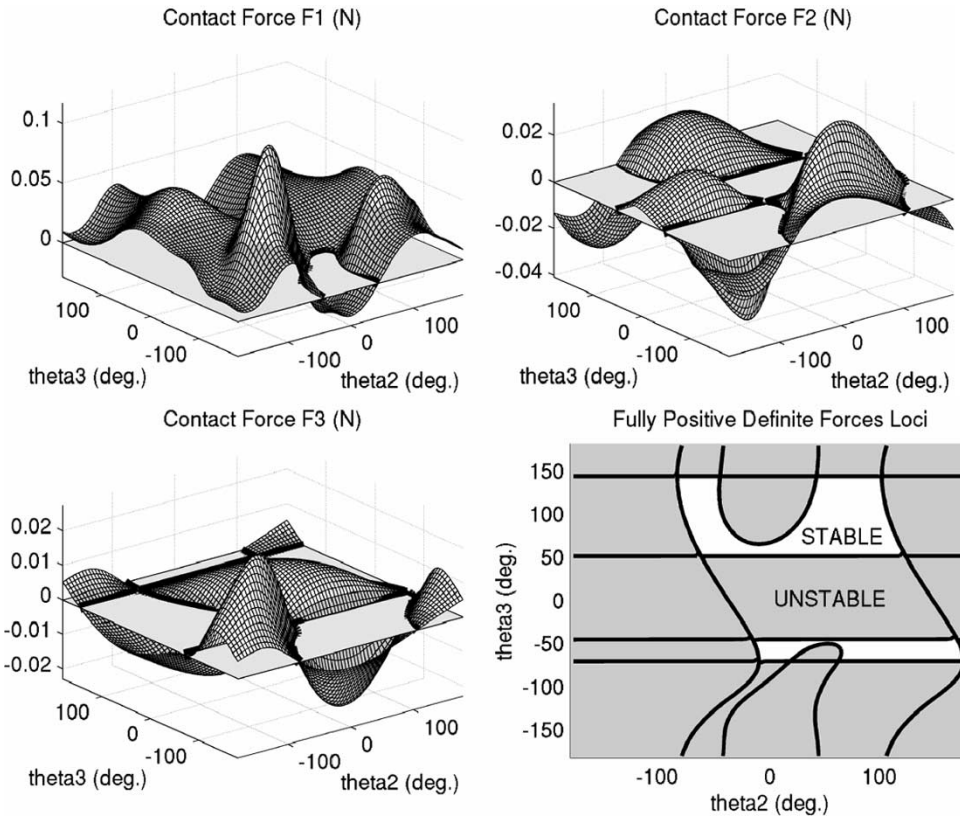 Contact Force F1 (N)
0.1
0.05
0
100
0
-100
theta3 (deg.)
-100
0
100
theta2 (deg.)
Contact Force F2 (N)
0.02
0
-0.02
-0.04
100
0
-100
theta3 (deg.)
-100
0
100
theta2 (deg.)
Contact Force F3 (N)
0.02
0.01
0
-0.01
-0.02
100
0
-100
theta3 (deg.)
-100
0
100
theta2 (deg.)
Fully Positive Definite Forces Loci
150
100
50
0
-50
-100
-150
theta3 (deg.)
STABLE
UNSTABLE
-100
0
100
theta2 (deg.)